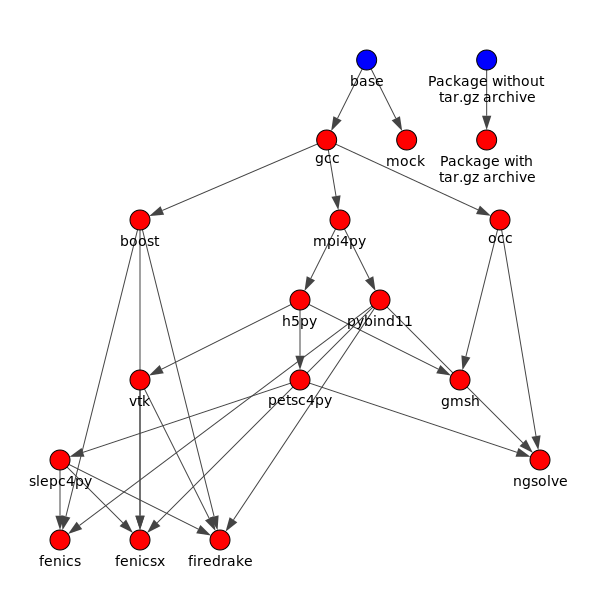 base
Package without
tar.gz archive
gcc
mock
Package with
tar.gz archive
boost
mpi4py
occ
h5py
pybind11
vtk
petsc4py
gmsh
slepc4py
ngsolve
fenics
fenicsx
firedrake